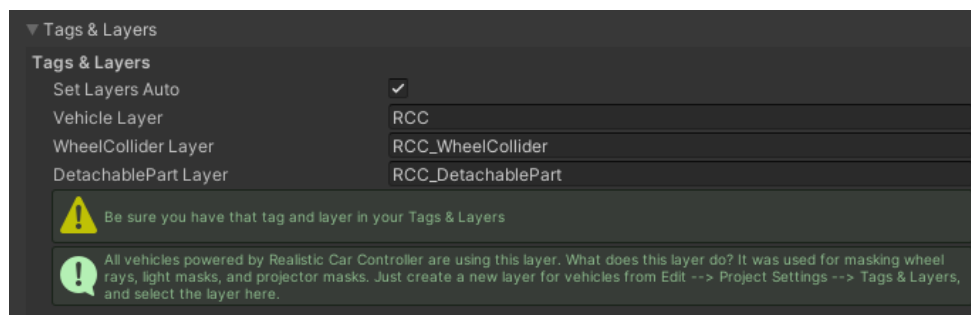 Tags & Layers
Tags & Layers
Set Layers Auto
Vehicle Layer RCC
WheelCollider Layer RCC_WheelCollider
DetachablePart Layer RCC_DetachablePart
Be sure you have that tag and layer in your Tags & Layers
All vehicles powered by Realistic Car Controller are using this layer. What does this layer do? It was used for masking wheel
rays, light masks, and projector masks. Just create a new layer for vehicles from Edit --> Project Settings --> Tags & Layers,
and select the layer here.